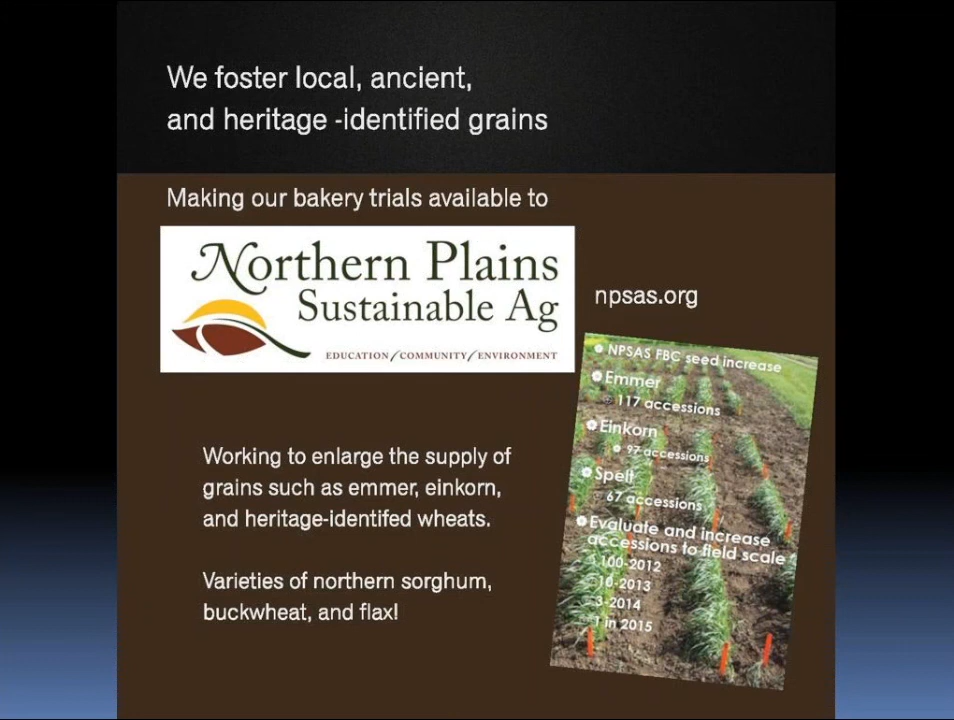 We foster local, ancient,
and heritage -identified grains
Making our bakery trials available to
Northern Plains
Sustainable Ag
EDUCATION/COMMUNITY/ENVIRONMENT
npsas.org
NPSAS FBC seed increase
Emmer
117 accessions
Einkorn
97 accessions
Spelt
67 accessions
Evaluate and increase
accessions to field scale
100-2012
10-2013
3-2014
1 in 2015
Working to enlarge the supply of
grains such as emmer, einkorn,
and heritage-identifed wheats.
Varieties of northern sorghum,
buckwheat, and flax!